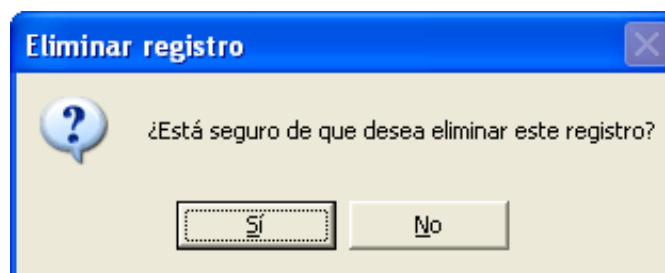 Eliminar registro
¿Está seguro de que desea eliminar este registro?
Sí No